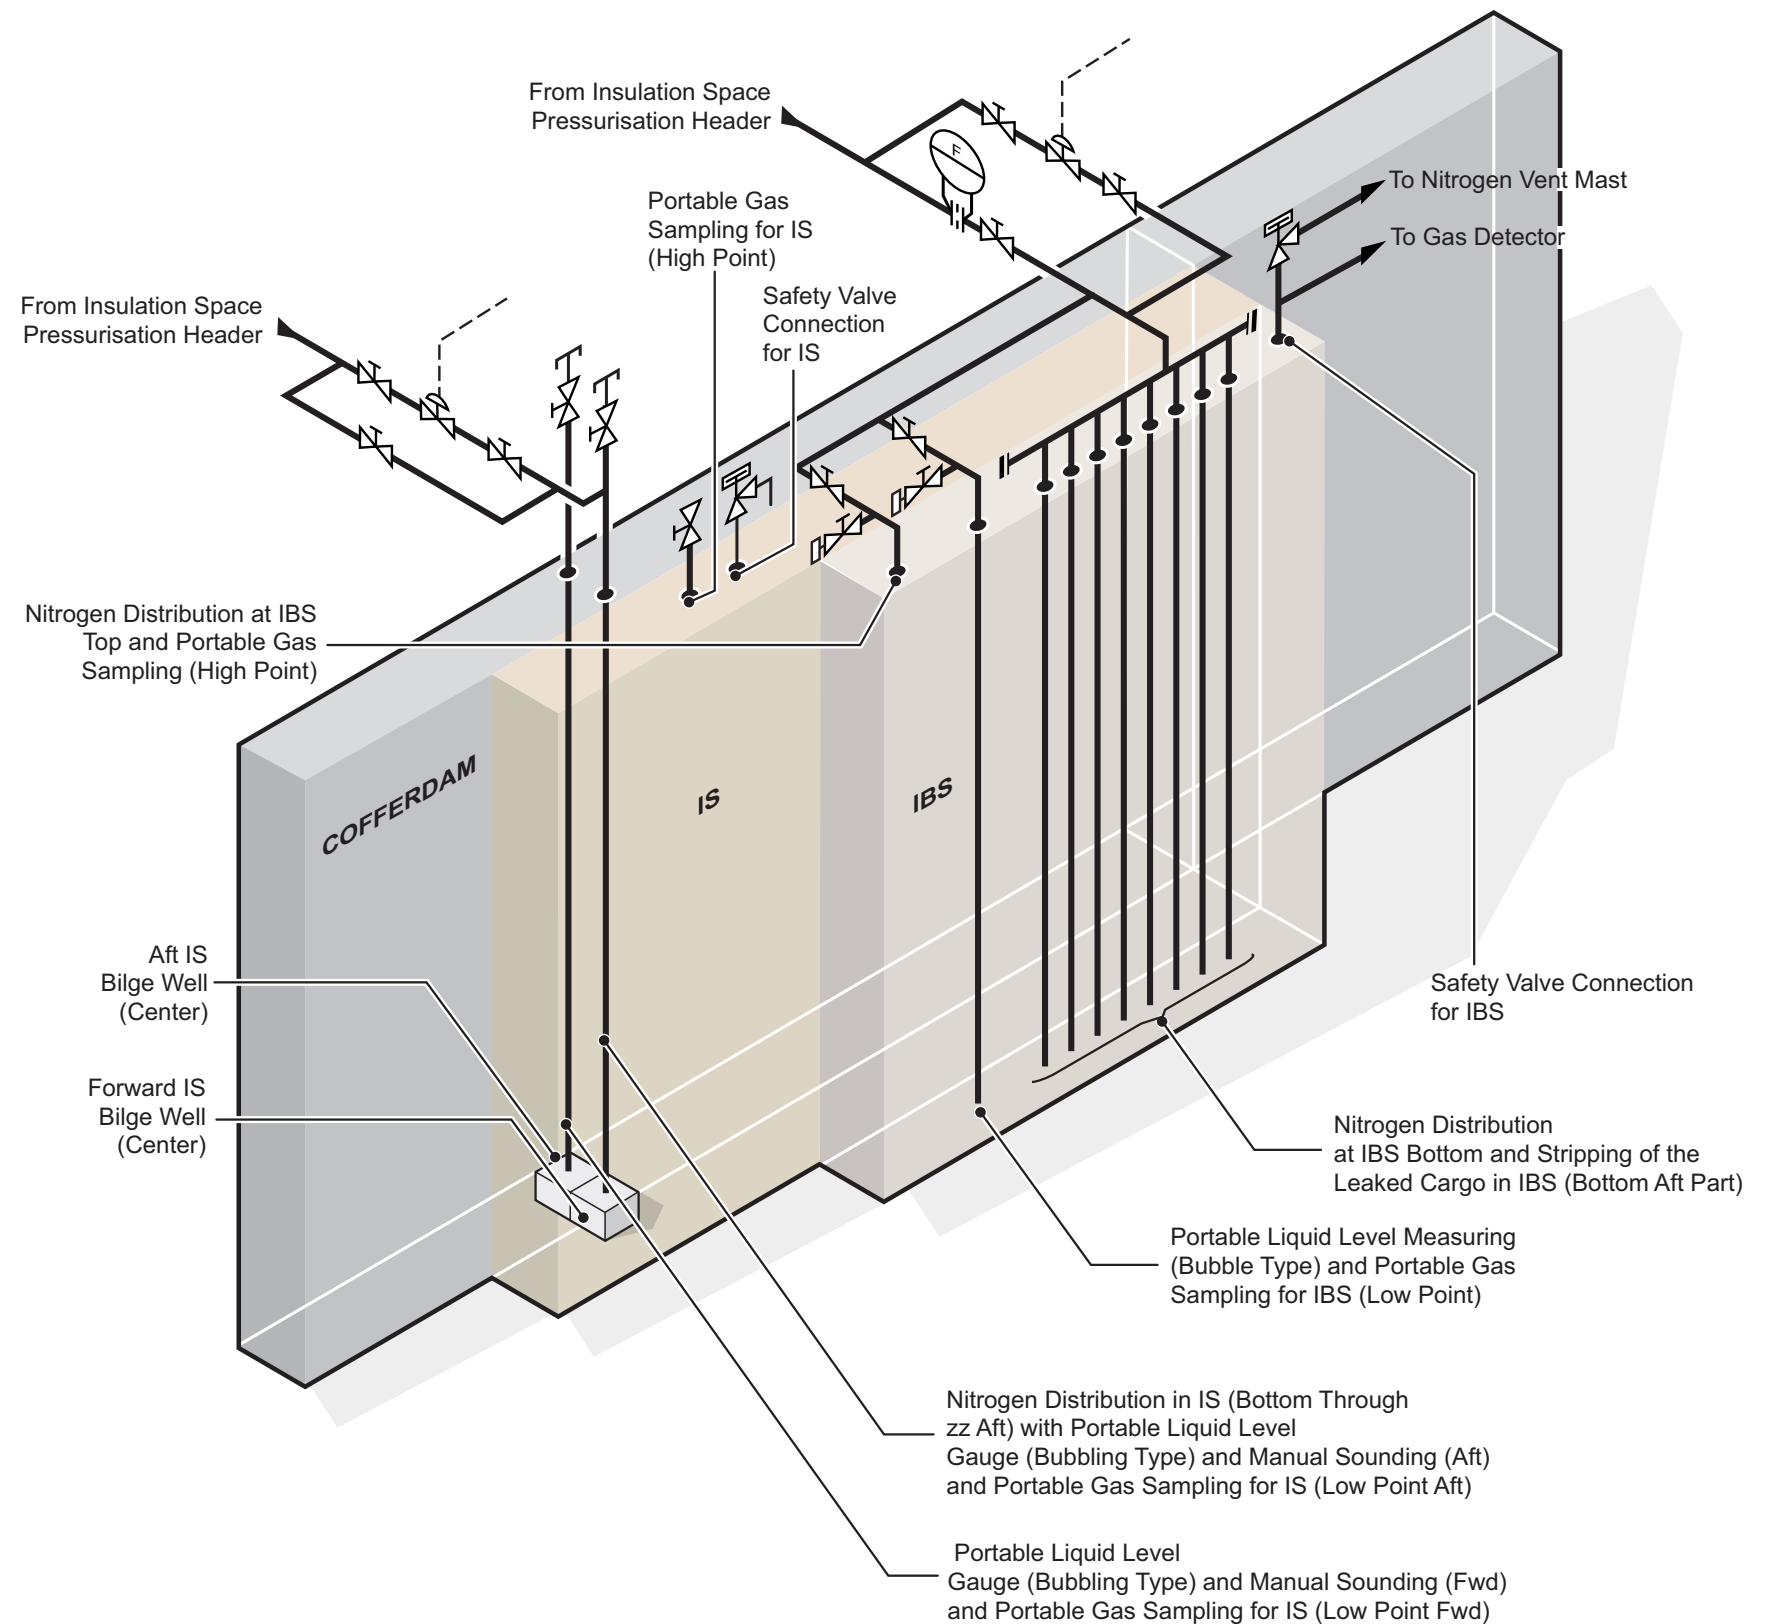 From Insulation Space
Pressurisation Header
F
To Nitrogen Vent Mast
To Gas Detector
Portable Gas
Sampling for IS
(High Point)
Safety Valve
Connection
for IS
From Insulation Space
Pressurisation Header
Nitrogen Distribution at IBS
Top and Portable Gas
Sampling (High Point)
COFFERDAM
IS
IBS
Aft IS
Bilge Well
(Center)
Forward IS
Bilge Well
(Center)
Safety Valve Connection
for IBS
Nitrogen Distribution
at IBS Bottom and Stripping of the
Leaked Cargo in IBS (Bottom Aft Part)
Portable Liquid Level Measuring
(Bubble Type) and Portable Gas
Sampling for IBS (Low Point)
Nitrogen Distribution in IS (Bottom Through
zz Aft) with Portable Liquid Level
Gauge (Bubbling Type) and Manual Sounding (Aft)
and Portable Gas Sampling for IS (Low Point Aft)
Portable Liquid Level
Gauge (Bubbling Type) and Manual Sounding (Fwd)
and Portable Gas Sampling for IS (Low Point Fwd)